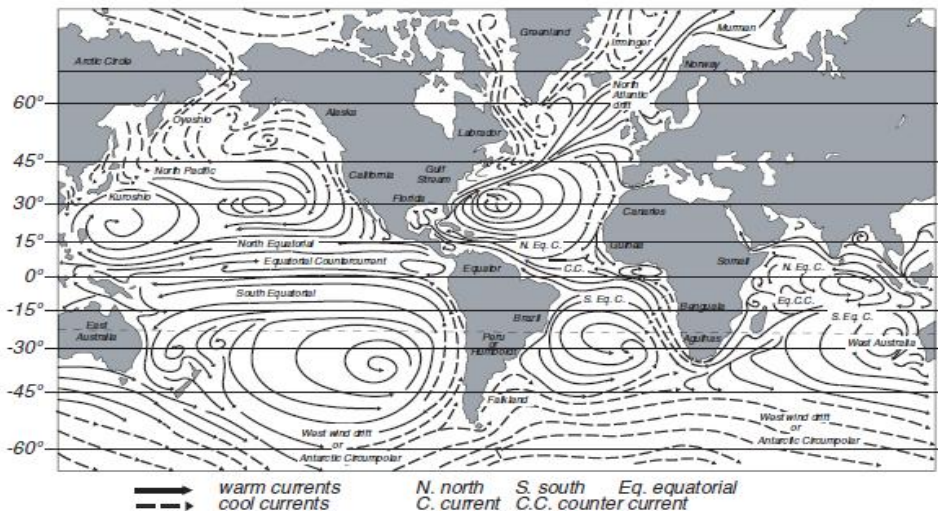 Greenland
Irminger
Murman
Arctic Circle
Norway
60°
Alaska
North
Atlantic
drift
Oyashio
Labrador
45°
North Pacific
California
Gulf
Stream
Kuroshio
Florida
30°
Canaries
15°
North Equatorial
N. Eq. C.
Guinea
Equatorial Countercurrent
Equator
C.C.
Somali
N. Eq. C.
0°
South Equatorial
S. Eq. C.
Benguala
Eq.C.C.
-15°
Brazil
S. Eq. C.
East
Australia
Peru
or
Humboldt
Agulhas
West Australia
-30°
-45°
Falkland
West wind drift
or
Antarctic Circumpolar
West wind drift
or
Antarctic Circumpolar
-60°
warm currents N. north S. south Eq. equatorial
cool currents C. current C.C. counter current